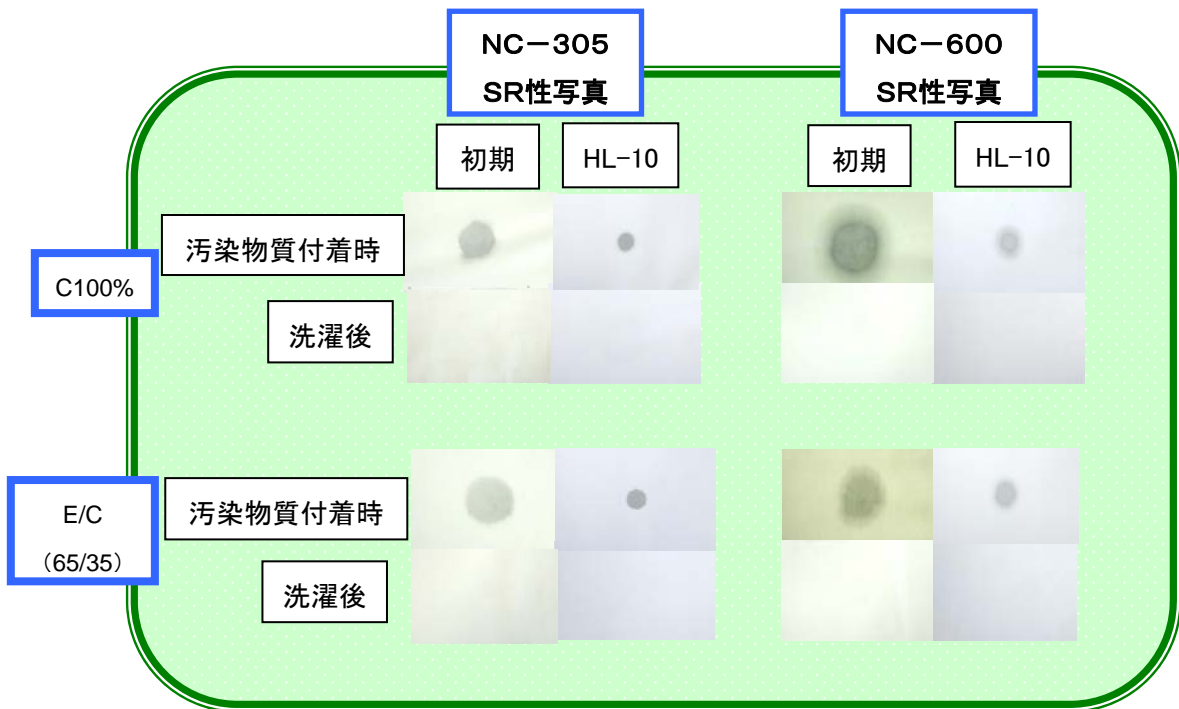 NC－305
SR性写真
NC－600
SR性写真
初期
HL-10
初期
HL-10
C100%
汚染物質付着時
洗濯後
E/C
（65/35）
汚染物質付着時
洗濯後